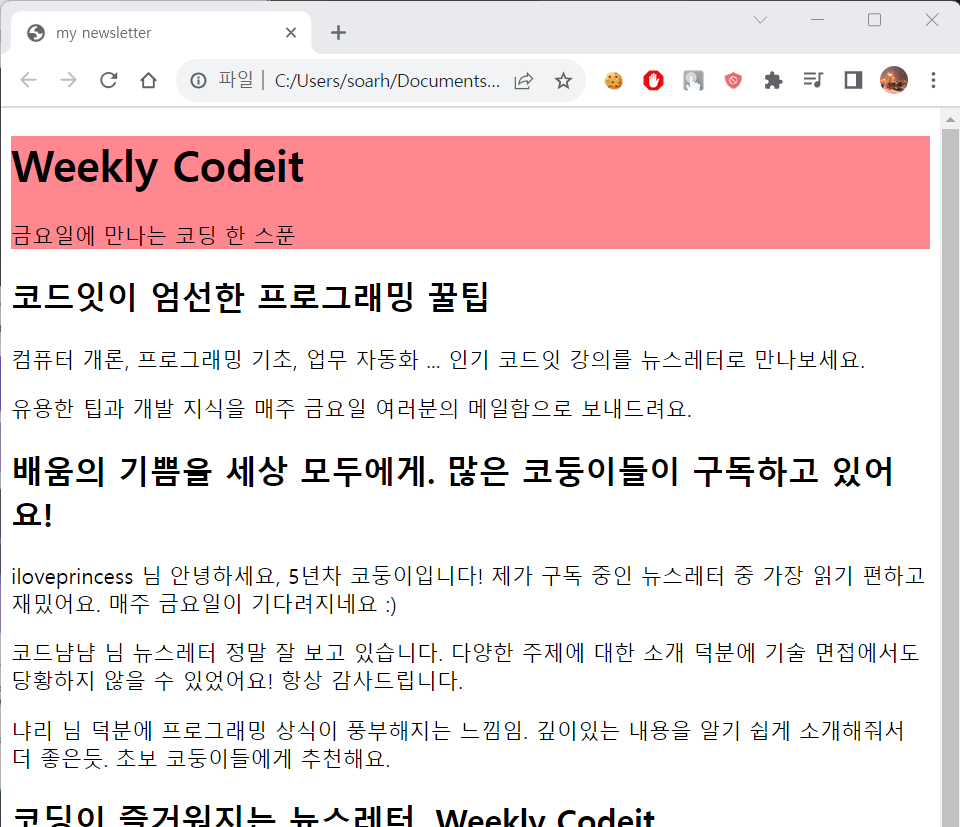 my newsletter
파일 | C:/Users/soarh/Documents...
Weekly Codeit
금요일에 만나는 코딩 한 스푼
코드잇이 엄선한 프로그래밍 꿀팁
컴퓨터 개론, 프로그래밍 기초, 업무 자동화 ... 인기 코드잇 강의를 뉴스레터로 만나보세요.
유용한 팁과 개발 지식을 매주 금요일 여러분의 메일함으로 보내드려요.
배움의 기쁨을 세상 모두에게. 많은 코둥이들이 구독하고 있어
요!
iloveprincess 님 안녕하세요, 5년차 코둥이입니다! 제가 구독 중인 뉴스레터 중 가장 읽기 편하고
재밌어요. 매주 금요일이 기다려지네요 :)
코드냠냠 님 뉴스레터 정말 잘 보고 있습니다. 다양한 주제에 대한 소개 덕분에 기술 면접에서도
당황하지 않을 수 있었어요! 항상 감사드립니다.
냐리 님 덕분에 프로그래밍 상식이 풍부해지는 느낌임. 깊이있는 내용을 알기 쉽게 소개해줘서
더 좋은듯. 초보 코둥이들에게 추천해요.
코딩이 즐거워지는 뉴스레터, Weekly Codeit